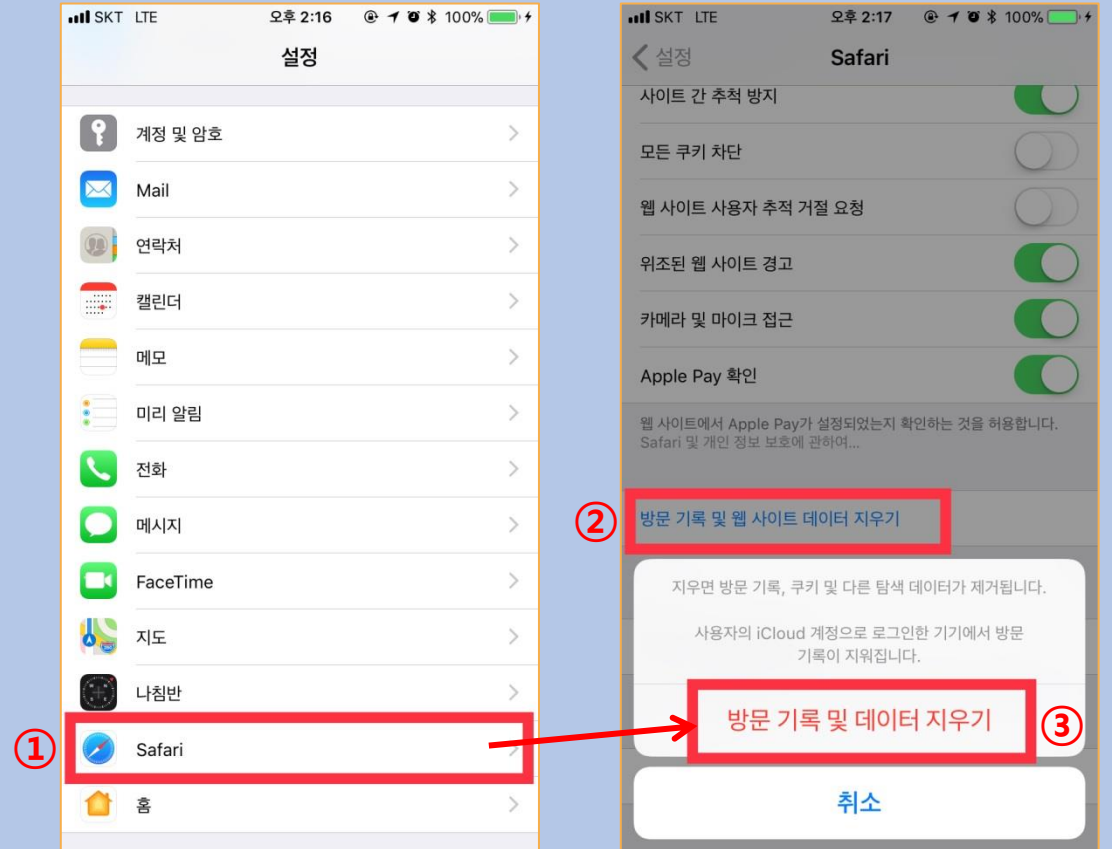 SKT LTE 오후 2:16 100%
설정
계정 및 암호
Mail
연락처
캘린더
메모
미리 알림
전화
메시지
FaceTime
지도
나침반
① Safari
홈
SKT LTE 오후 2:17 100%
설정 Safari
사이트 간 추척 방지
모든 쿠키 차단
웹 사이트 사용자 추적 거절 요청
위조된 웹 사이트 경고
카메라 및 마이크 접근
Apple Pay 확인
웹 사이트에서 Apple Pay가 설정되었는지 확인하는 것을 허용합니다.
Safari 및 개인 정보 보호에 관하여...
② 방문 기록 및 웹 사이트 데이터 지우기
지우면 방문 기록, 쿠키 및 다른 탐색 데이터가 제거됩니다.
사용자의 iCloud 계정으로 로그인한 기기에서 방문
기록이 지워집니다.
방문 기록 및 데이터 지우기 ③
취소